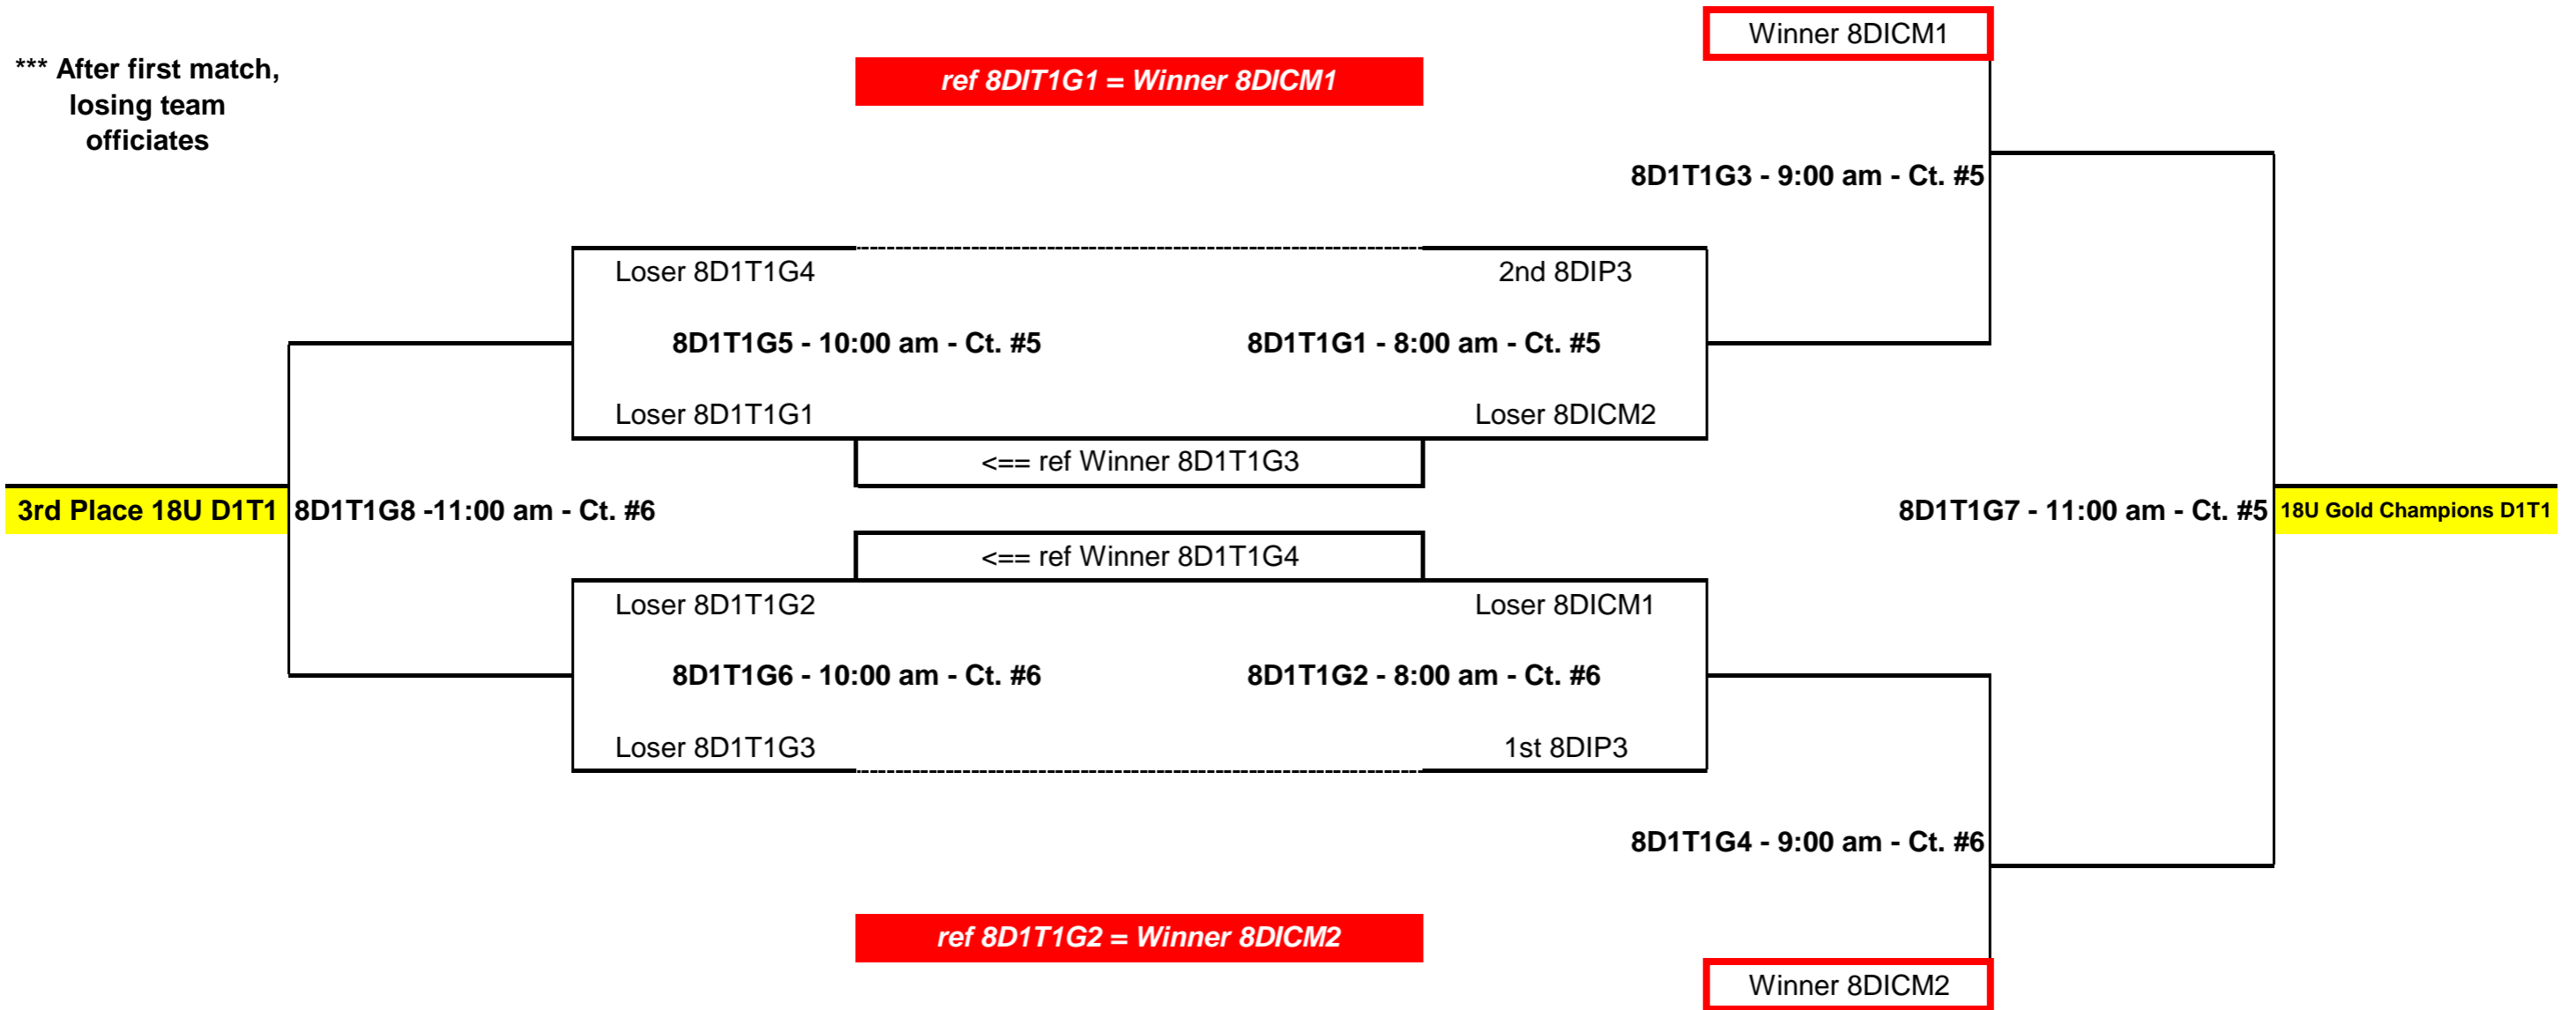 Winner 8DICM1
*** After first match,
losing team
officiates
ref 8DIT1G1 = Winner 8DICM1
8D1T1G3 - 9:00 am - Ct. #5
Loser 8D1T1G4
2nd 8DIP3
8D1T1G5 - 10:00 am - Ct. #5
8D1T1G1 - 8:00 am - Ct. #5
Loser 8D1T1G1
Loser 8DICM2
<== ref Winner 8D1T1G3
3rd Place 18U D1T1
8D1T1G8 -11:00 am - Ct. #6
8D1T1G7 - 11:00 am - Ct. #5
18U Gold Champions D1T1
<== ref Winner 8D1T1G4
Loser 8D1T1G2
Loser 8DICM1
8D1T1G6 - 10:00 am - Ct. #6
8D1T1G2 - 8:00 am - Ct. #6
Loser 8D1T1G3
1st 8DIP3
8D1T1G4 - 9:00 am - Ct. #6
ref 8D1T1G2 = Winner 8DICM2
Winner 8DICM2